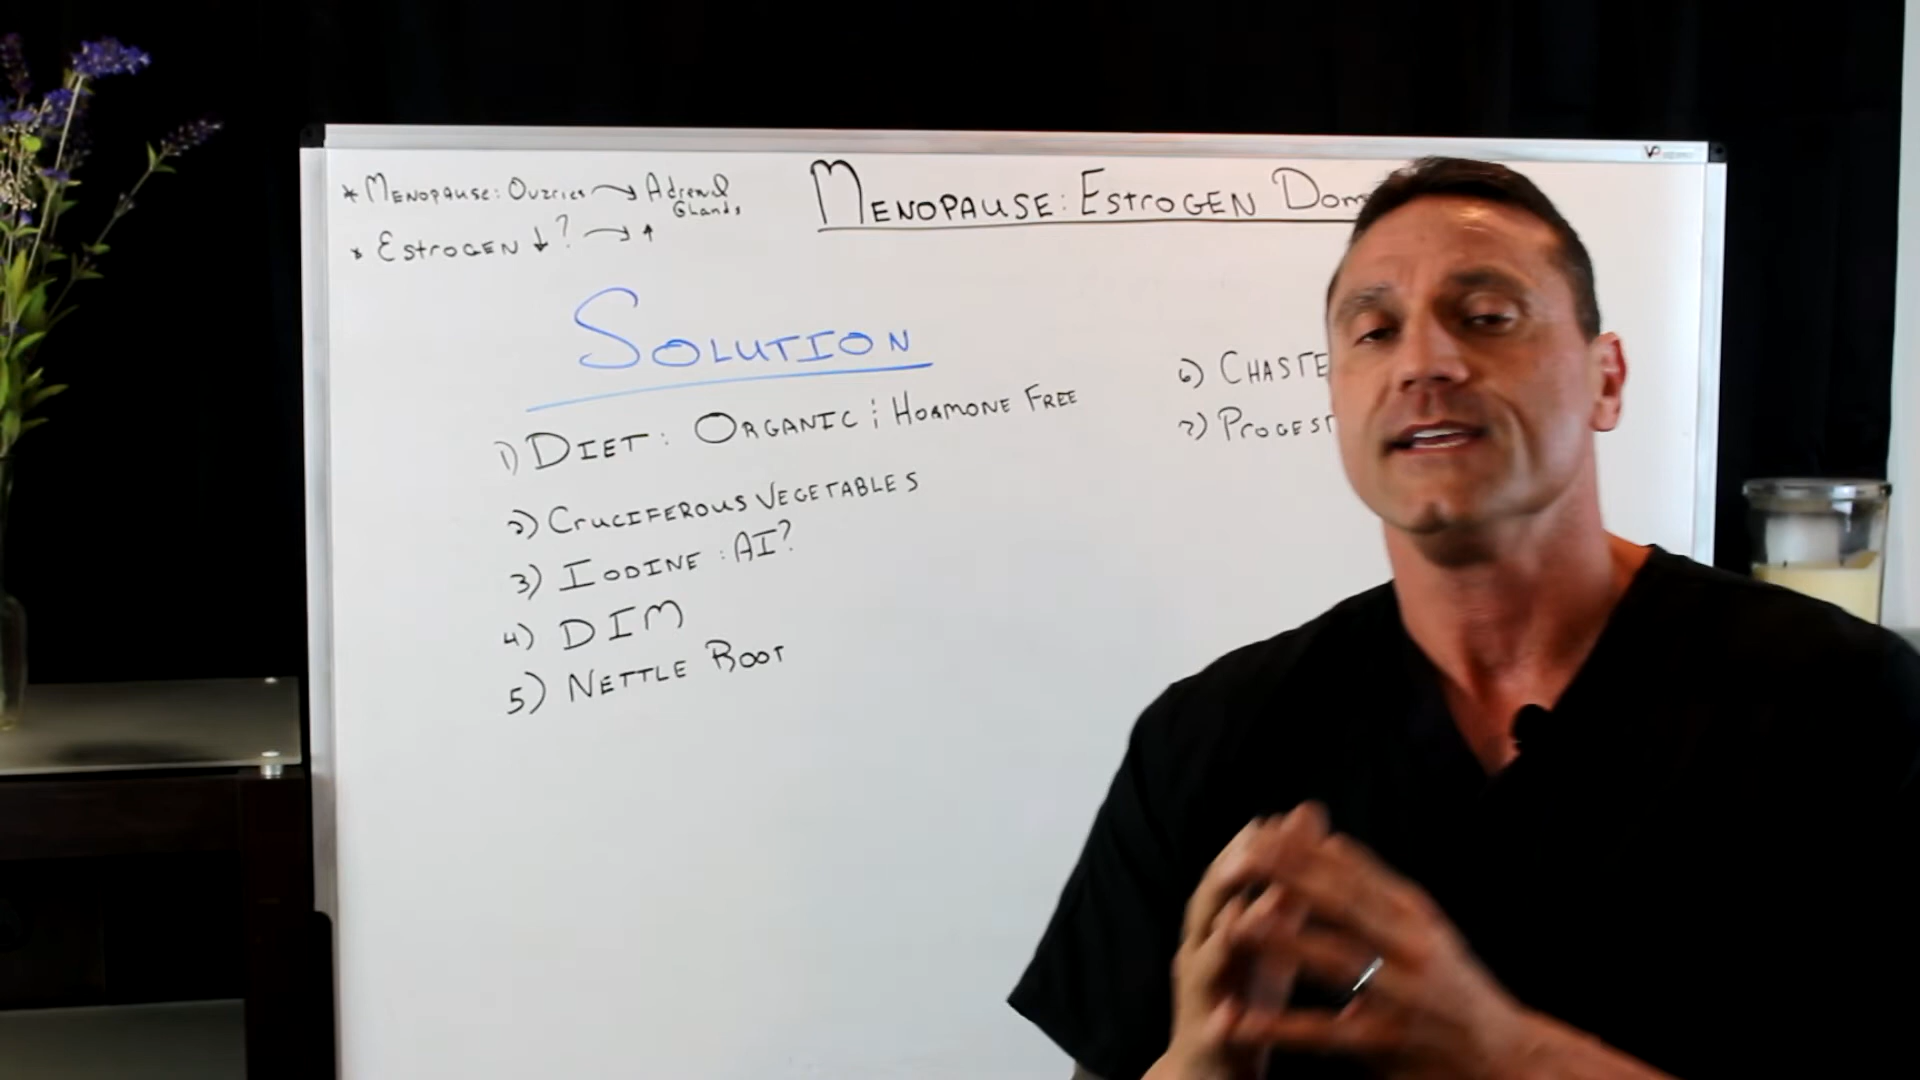 * MENOPAUSE: Ovaries → Adrenal
Glands
* Estrogen ↓? → ↑
MENOPAUSE: Estrogen Dom
SOLUTION
1) DIET: ORGANIC ; HORMONE FREE
2) CRUCIFEROUS VEGETABLES
3) IODINE : AI?
4) DIM
5) NETTLE ROOT
6) CHASTE
7) PROGEST